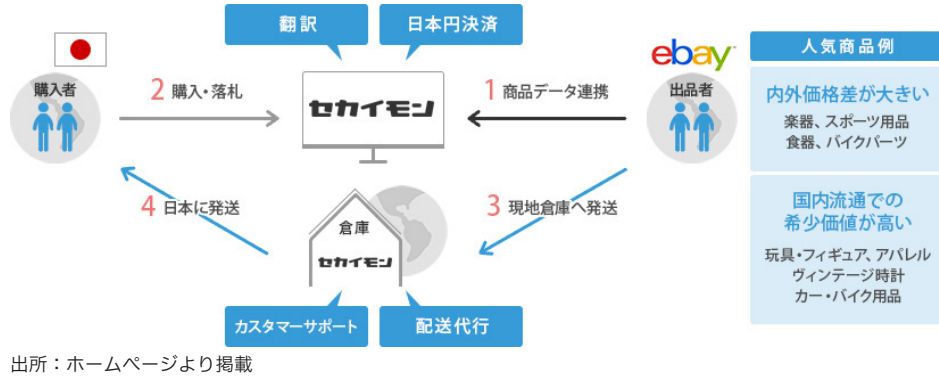 翻訳
日本円決済
ebay
人気商品例
購入者
2 購入・落札
セカイモン
1 商品データ連携
出品者
内外価格差が大きい
楽器、スポーツ用品
食器、バイクパーツ
4 日本に発送
倉庫
セカイモン
3 現地倉庫へ発送
国内流通での
希少価値が高い
玩具・フィギュア、アパレル
ヴィンテージ時計
カー・バイク用品
カスタマーサポート
配送代行
出所：ホームページより掲載